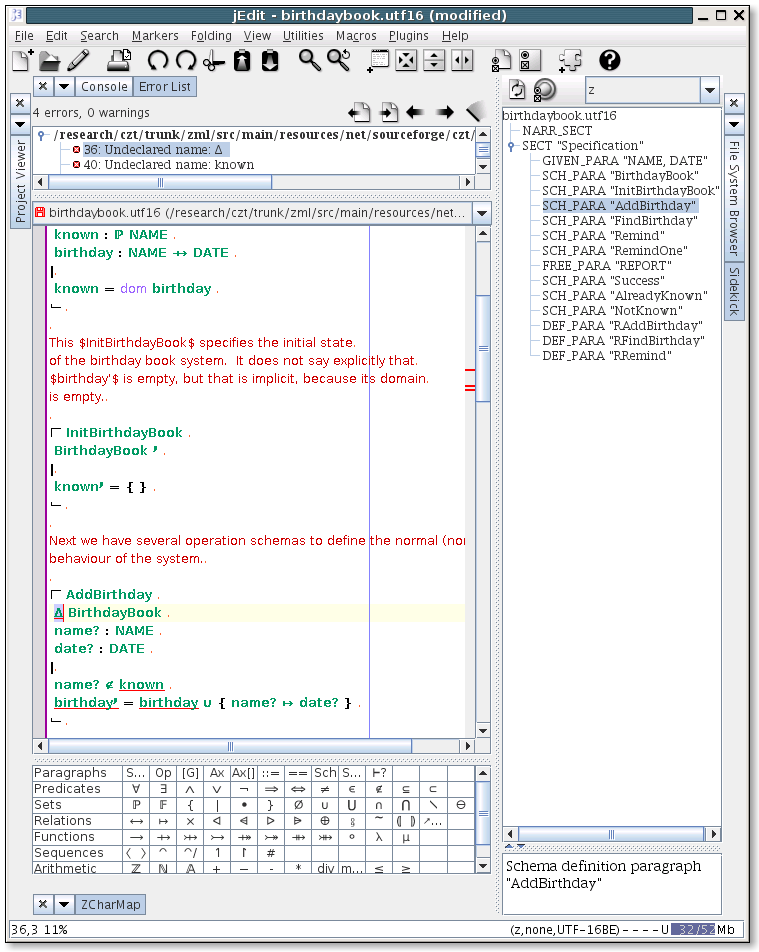 jEdit - birthdaybook.utf16 (modified)
File Edit Search Markers Folding View Utilities Macros Plugins Help
Console Error List
4 errors, 0 warnings
/research/czt/trunk/zml/src/main/resources/net/sourceforge/czt/
36: Undeclared name: Δ
40: Undeclared name: known
Project Viewer
birthdaybook.utf16 (/research/czt/trunk/zml/src/main/resources/net...
known : ℙ NAME .
birthday : NAME ⇸ DATE .
|.
known = dom birthday .
└─ .
.
This $InitBirthdayBook$ specifies the initial state.
of the birthday book system.  It does not say explicitly that.
$birthday'$ is empty, but that is implicit, because its domain.
is empty..
.
┌─ InitBirthdayBook .
BirthdayBook ′ .
|.
known′ = { } .
└─ .
.
Next we have several operation schemas to define the normal (nor
behaviour of the system..
.
┌─ AddBirthday .
Δ BirthdayBook .
name? : NAME .
date? : DATE .
|.
name? ∉ known .
birthday′ = birthday ∪ { name? ↦ date? } .
└─ .
Paragraphs S... Op [G] Ax Ax[] ::= == Sch S... ⊢?
Predicates ∀ ∃ ∧ ∨ ¬ ⇒ ⇔ ≠ ∈ ∉ ⊆ ⊂
Sets ℙ 𝔽 { | • } ∅ ∪ ⋃ ∩ ⋂ \ ⊖
Relations ↔ ↦ × ◁ ⩤ ▷ ⩥ ⊕ ⨾ ~ ⦇ ⦈ ↗...
Functions → ⇸ ⤔ ↣ ↠ ⤀ ⤖ ⇻ ⤕ ∘ λ μ
Sequences ⟨ ⟩ ⁀ ⁀/ ↿ ↾ #
Arithmetic ℤ ℕ 𝔸 + − - * div m... ≤ ≥
ZCharMap
36,3 11%
z
birthdaybook.utf16
NARR_SECT
SECT "Specification"
GIVEN_PARA "NAME, DATE"
SCH_PARA "BirthdayBook"
SCH_PARA "InitBirthdayBook"
SCH_PARA "AddBirthday"
SCH_PARA "FindBirthday"
SCH_PARA "Remind"
SCH_PARA "RemindOne"
FREE_PARA "REPORT"
SCH_PARA "Success"
SCH_PARA "AlreadyKnown"
SCH_PARA "NotKnown"
DEF_PARA "RAddBirthday"
DEF_PARA "RFindBirthday"
DEF_PARA "RRemind"
File System Browser
Sidekick
Schema definition paragraph
"AddBirthday"
(z,none,UTF-16BE) - - - - U 32/52Mb